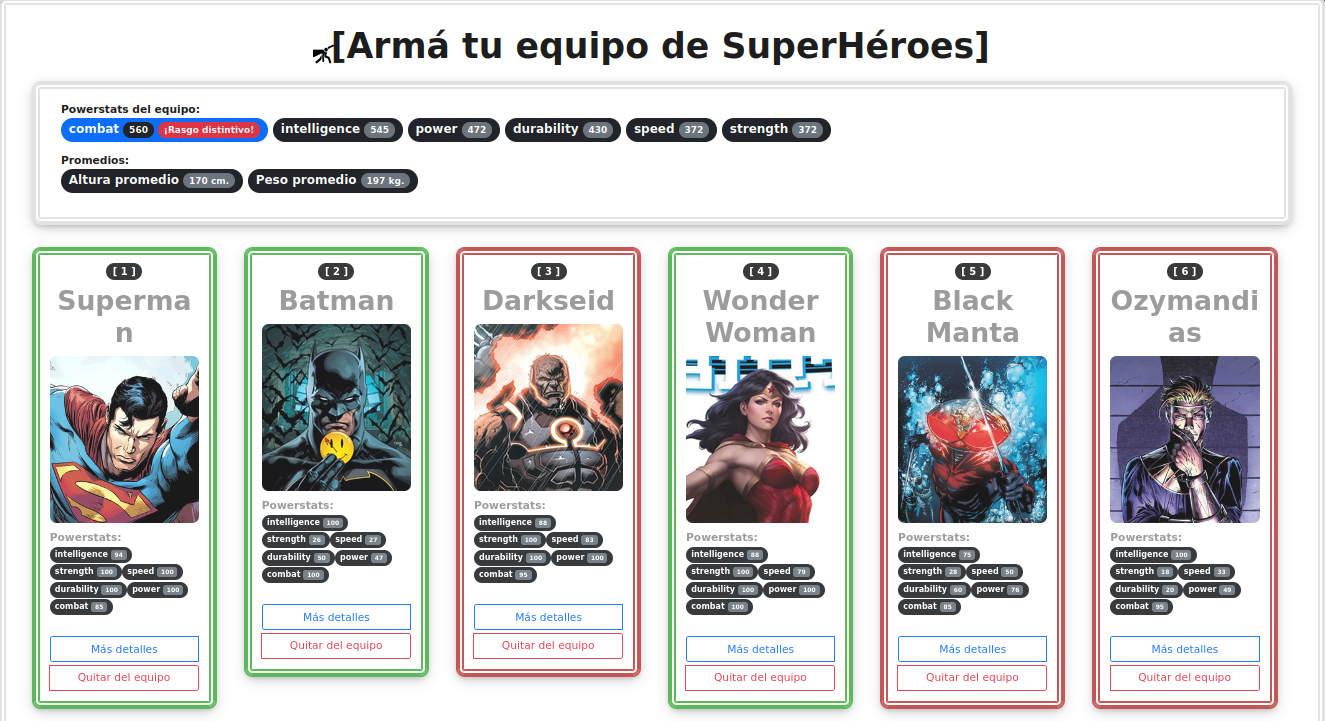 [Armá tu equipo de SuperHéroes]
Powerstats del equipo:
combat 560 ¡Rasgo distintivo! intelligence 545 power 472 durability 430 speed 372 strength 372
Promedios:
Altura promedio 170 cm. Peso promedio 197 kg.
[ 1 ]
Superma
n
Powerstats:
intelligence 94
strength 100 speed 100
durability 100 power 100
combat 85
Más detalles
Quitar del equipo
[ 2 ]
Batman
Powerstats:
intelligence 100
strength 26 speed 27
durability 50 power 47
combat 100
Más detalles
Quitar del equipo
[ 3 ]
Darkseid
Powerstats:
intelligence 88
strength 100 speed 83
durability 100 power 100
combat 95
Más detalles
Quitar del equipo
[ 4 ]
Wonder
Woman
Powerstats:
intelligence 88
strength 100 speed 79
durability 100 power 100
combat 100
Más detalles
Quitar del equipo
[ 5 ]
Black
Manta
Powerstats:
intelligence 75
strength 28 speed 50
durability 60 power 76
combat 85
Más detalles
Quitar del equipo
[ 6 ]
Ozymandi
as
Powerstats:
intelligence 100
strength 18 speed 33
durability 20 power 49
combat 95
Más detalles
Quitar del equipo